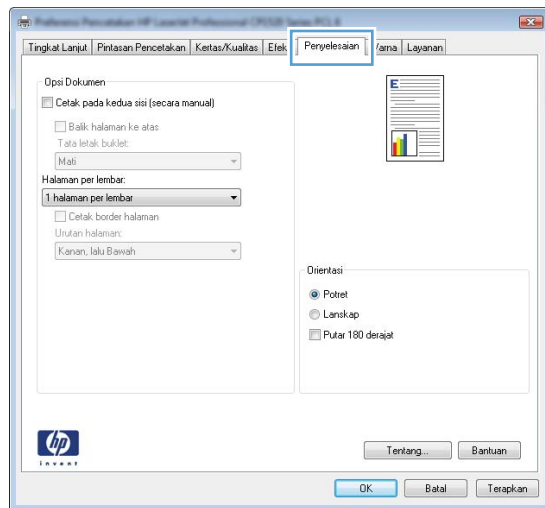 Tingkat Lanjut Pintasan Pencetakan Kertas/Kualitas Efek Penyelesaian Warna Layanan
Opsi Dokumen
Cetak pada kedua sisi (secara manual)
Balik halaman ke atas
Tata letak buklet:
Mati
Halaman per lembar:
1 halaman per lembar
Cetak border halaman
Urutan halaman:
Kanan, lalu Bawah
E
Orientasi
Potret
Lanskap
Putar 180 derajat
hp
invent
Tentang... Bantuan
OK Batal Terapkan